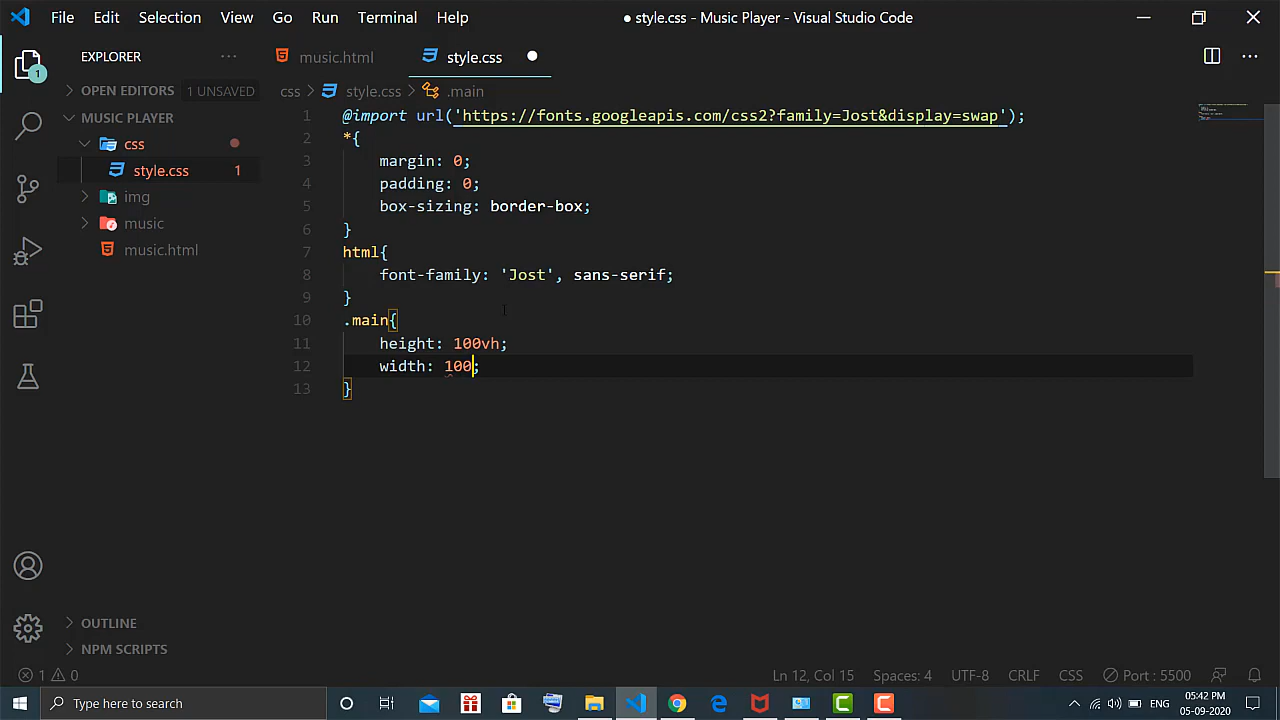 File Edit Selection View Go Run Terminal Help ● style.css - Music Player - Visual Studio Code
EXPLORER ··· music.html style.css
OPEN EDITORS 1 UNSAVED css > style.css > .main
MUSIC PLAYER
css
style.css 1
img
music
music.html
1 @import url('https://fonts.googleapis.com/css2?family=Jost&display=swap');
2 *{
3 margin: 0;
4 padding: 0;
5 box-sizing: border-box;
6 }
7 html{
8 font-family: 'Jost', sans-serif;
9 }
10 .main{
11 height: 100vh;
12 width: 100;
13 }
1
OUTLINE
NPM SCRIPTS
1 0 Ln 12, Col 15 Spaces: 4 UTF-8 CRLF CSS Port : 5500
Type here to search ENG 05:42 PM
05-09-2020